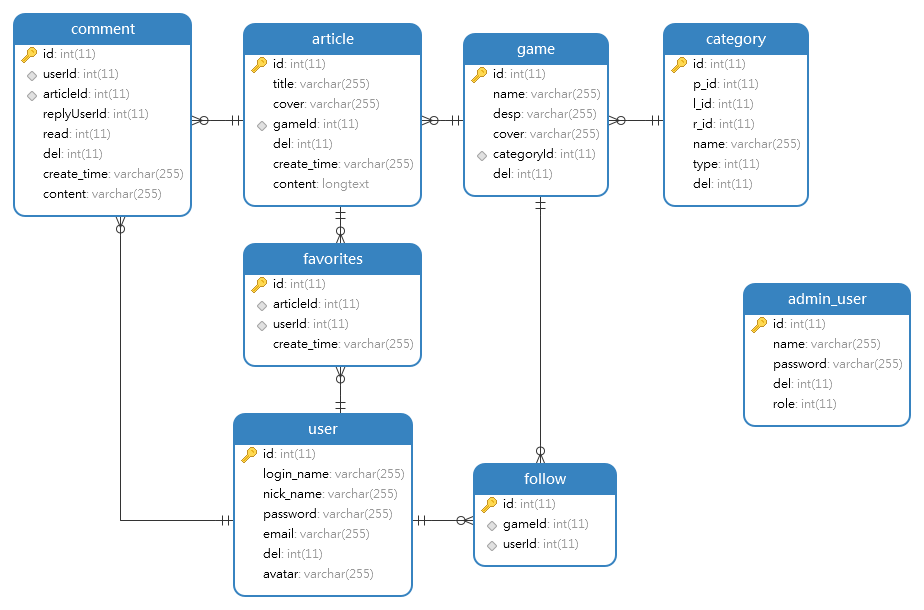 comment
id: int(11)
userId: int(11)
articleId: int(11)
replyUserId: int(11)
read: int(11)
del: int(11)
create_time: varchar(255)
content: varchar(255)
article
id: int(11)
title: varchar(255)
cover: varchar(255)
gameId: int(11)
del: int(11)
create_time: varchar(255)
content: longtext
game
id: int(11)
name: varchar(255)
desp: varchar(255)
cover: varchar(255)
categoryId: int(11)
del: int(11)
category
id: int(11)
p_id: int(11)
l_id: int(11)
r_id: int(11)
name: varchar(255)
type: int(11)
del: int(11)
favorites
id: int(11)
articleId: int(11)
userId: int(11)
create_time: varchar(255)
admin_user
id: int(11)
name: varchar(255)
password: varchar(255)
del: int(11)
role: int(11)
user
id: int(11)
login_name: varchar(255)
nick_name: varchar(255)
password: varchar(255)
email: varchar(255)
del: int(11)
avatar: varchar(255)
follow
id: int(11)
gameId: int(11)
userId: int(11)